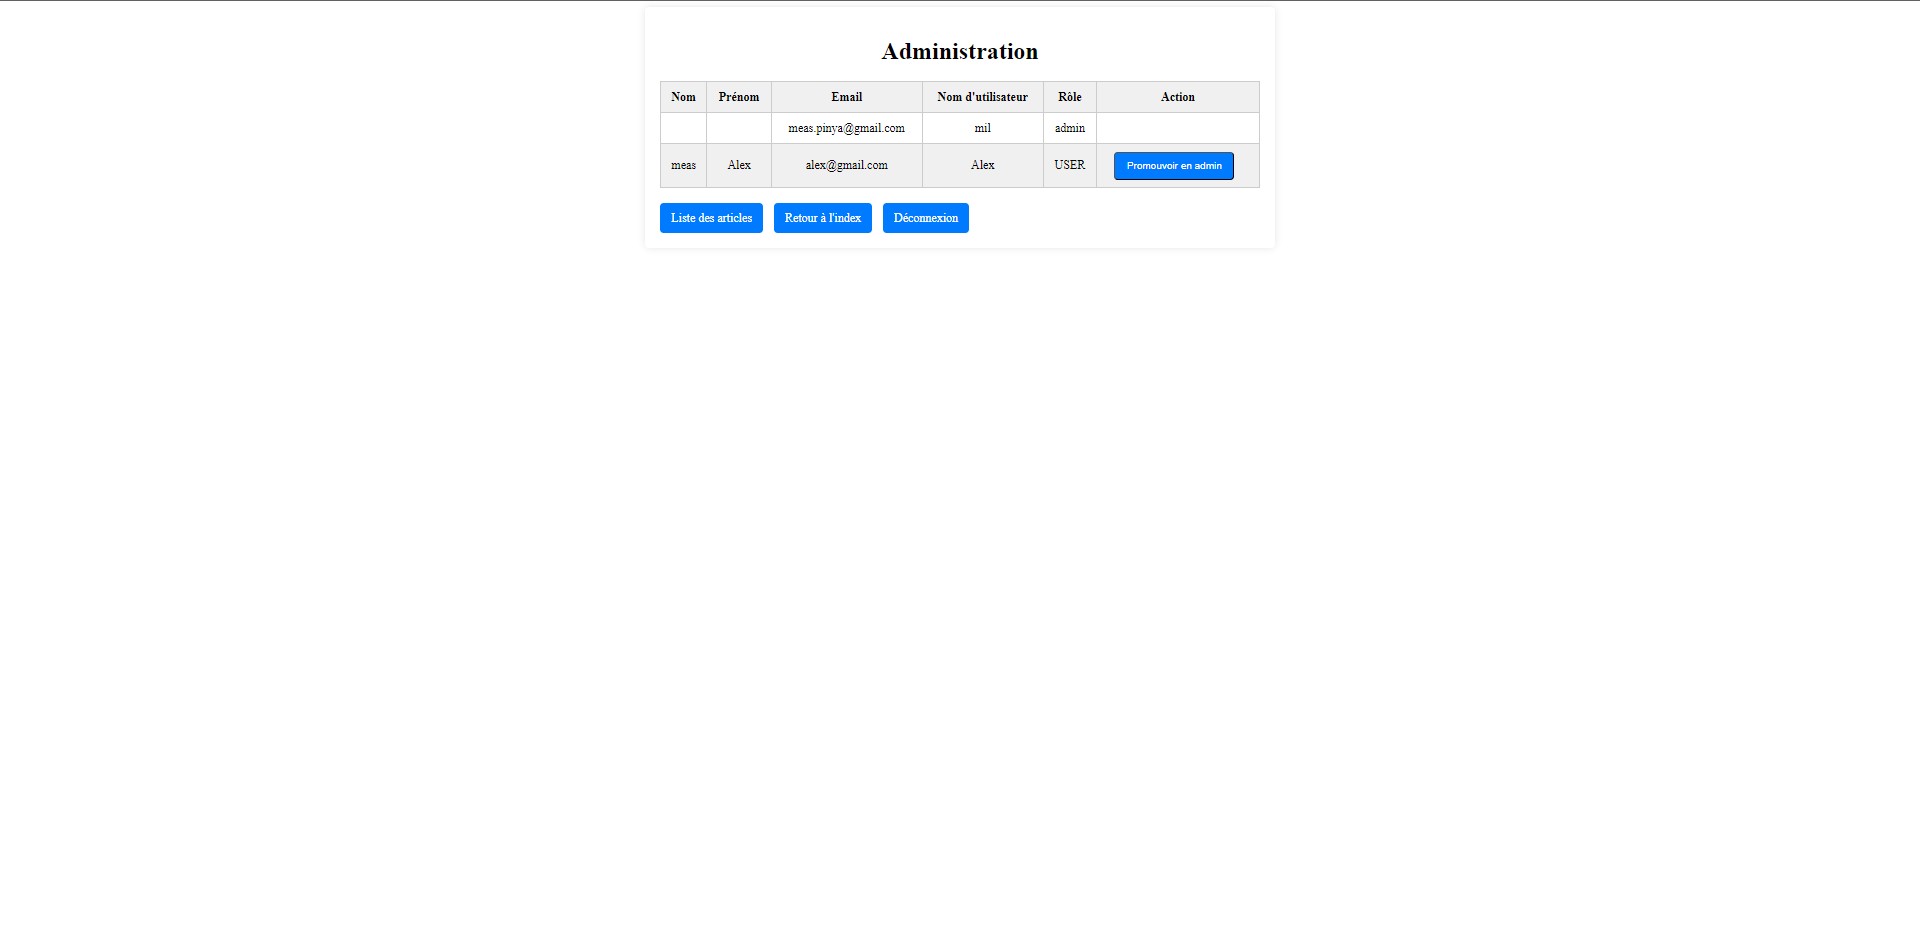 Administration
Nom Prénom Email Nom d'utilisateur Rôle Action
meas.pinya@gmail.com mil admin
meas Alex alex@gmail.com Alex USER Promouvoir en admin
Liste des articles Retour à l'index Déconnexion